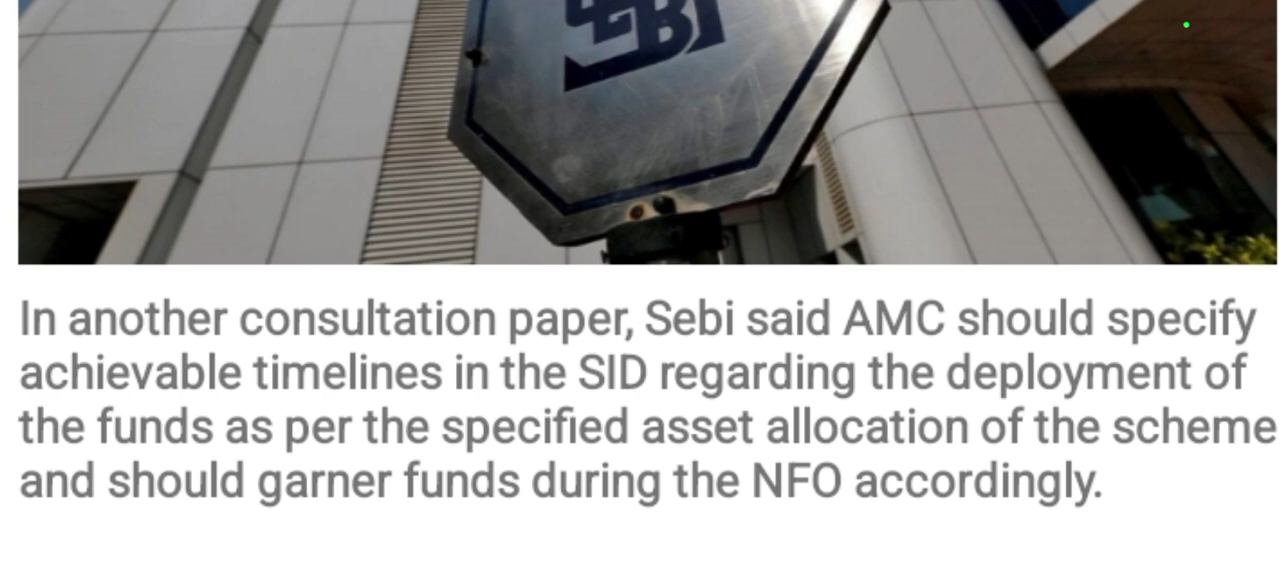 SEBI
In another consultation paper, Sebi said AMC should specify
achievable timelines in the SID regarding the deployment of
the funds as per the specified asset allocation of the scheme
and should garner funds during the NFO accordingly.